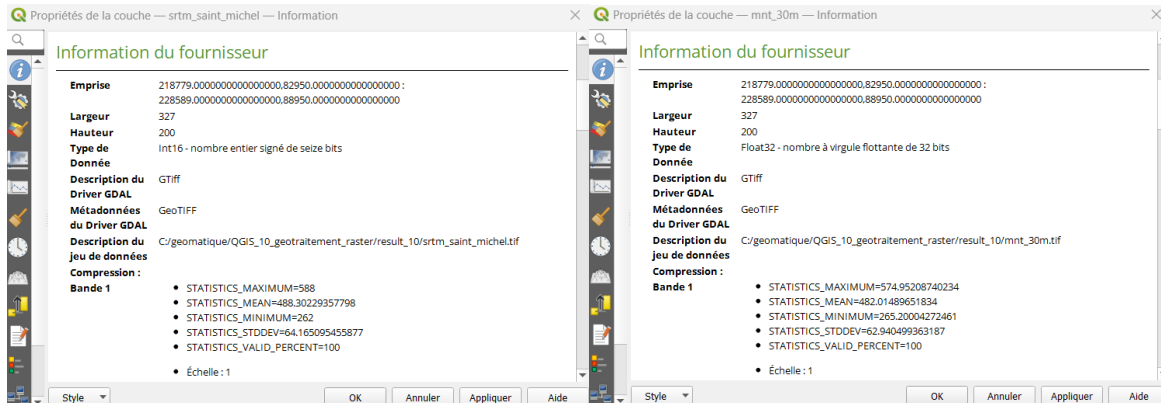 Propriétés de la couche — srtm_saint_michel — Information
Information du fournisseur
Emprise 218779.0000000000000000,82950.0000000000000000 :
228589.0000000000000000,88950.0000000000000000
Largeur 327
Hauteur 200
Type de Int16 - nombre entier signé de seize bits
Donnée
Description du GTiff
Driver GDAL
Métadonnées GeoTIFF
du Driver GDAL
Description du C:/geomatique/QGIS_10_geotraitement_raster/result_10/srtm_saint_michel.tif
jeu de données
Compression :
Bande 1 • STATISTICS_MAXIMUM=588
• STATISTICS_MEAN=488.30229357798
• STATISTICS_MINIMUM=262
• STATISTICS_STDDEV=64.165095455877
• STATISTICS_VALID_PERCENT=100
• Échelle : 1
Style OK Annuler Appliquer Aide
Propriétés de la couche — mnt_30m — Information
Information du fournisseur
Emprise 218779.0000000000000000,82950.0000000000000000 :
228589.0000000000000000,88950.0000000000000000
Largeur 327
Hauteur 200
Type de Float32 - nombre à virgule flottante de 32 bits
Donnée
Description du GTiff
Driver GDAL
Métadonnées GeoTIFF
du Driver GDAL
Description du C:/geomatique/QGIS_10_geotraitement_raster/result_10/mnt_30m.tif
jeu de données
Compression :
Bande 1 • STATISTICS_MAXIMUM=574.95208740234
• STATISTICS_MEAN=482.01489651834
• STATISTICS_MINIMUM=265.20004272461
• STATISTICS_STDDEV=62.940499363187
• STATISTICS_VALID_PERCENT=100
• Échelle : 1
Style OK Annuler Appliquer Aide